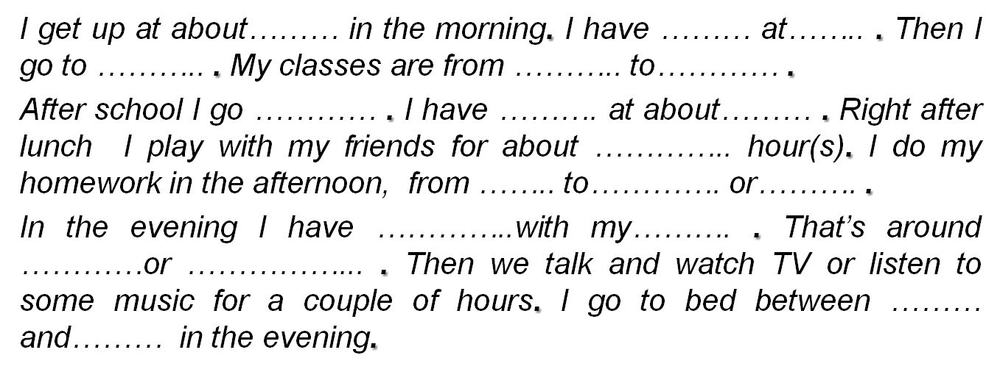 I get up at about……… in the morning. I have ……… at…….. . Then I
go to ……….. . My classes are from ……….. to………… .
After school I go ………… . I have ………. at about……… . Right after
lunch I play with my friends for about ………….. hour(s). I do my
homework in the afternoon, from …….. to………….. or………. .
In the evening I have …………..with my………. . That’s around
………….or …………….... . Then we talk and watch TV or listen to
some music for a couple of hours. I go to bed between ………
and……… in the evening.